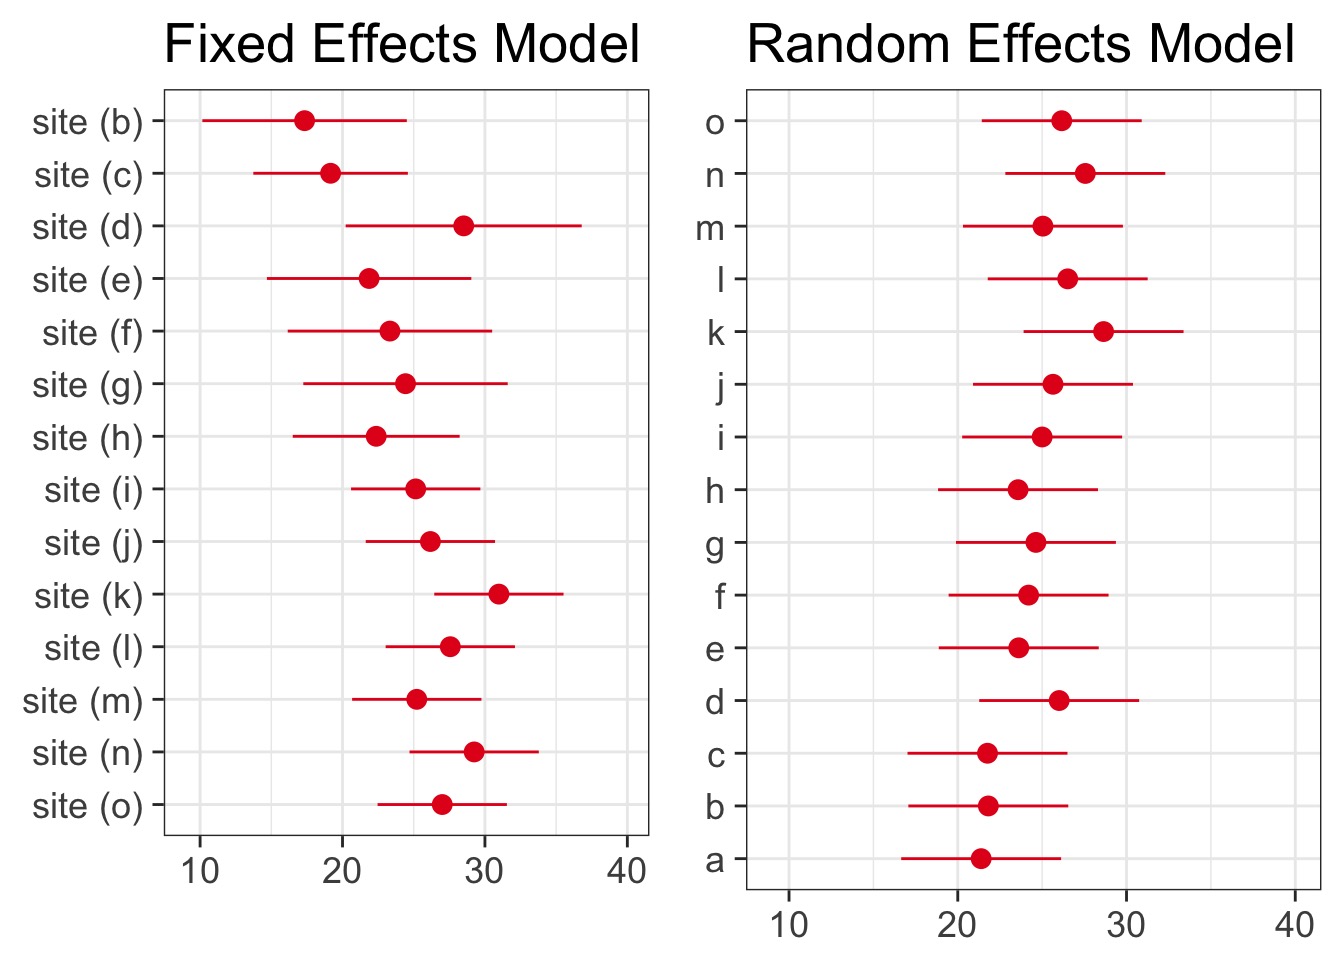 Fixed Effects Model
site (b)
site (c)
site (d)
site (e)
site (f)
site (g)
site (h)
site (i)
site (j)
site (k)
site (l)
site (m)
site (n)
site (o)
10 20 30 40
Random Effects Model
o
n
m
l
k
j
i
h
g
f
e
d
c
b
a
10 20 30 40